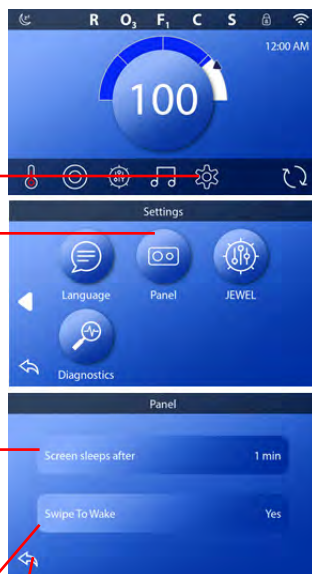 R O₃ F₁ C S
12:00 AM
100
Settings
Language Panel JEWEL
Diagnostics
Panel
Screen sleeps after 1 min
Swipe To Wake Yes